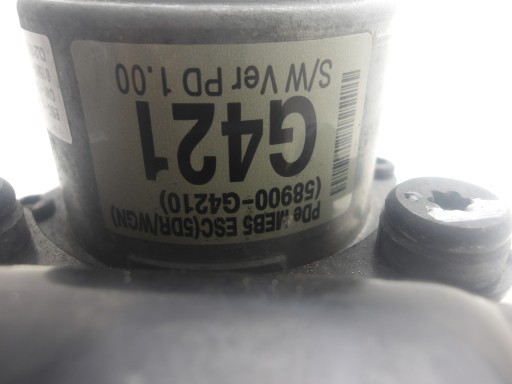 PDe MEB5 ESC(5DR/WGN)
(58900-G4210)
G421
S/W Ver PD 1.00